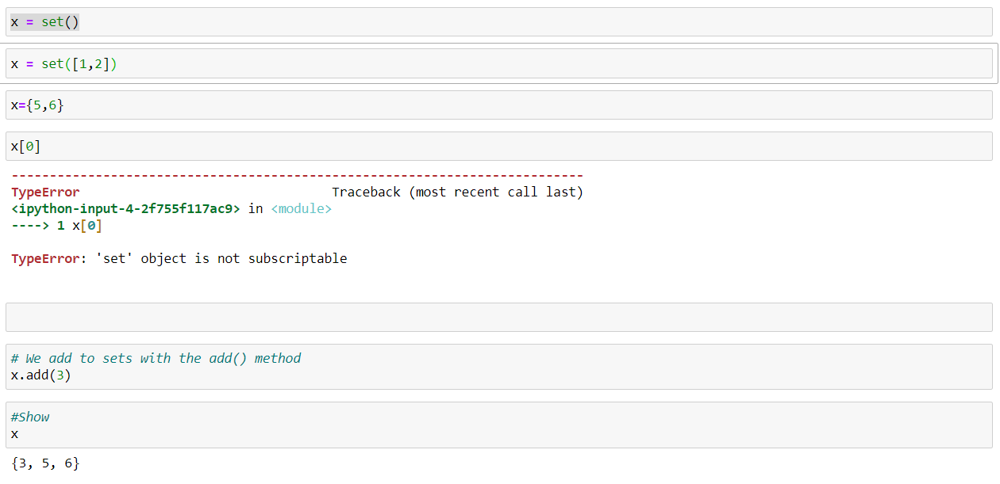 x = set()
x = set([1,2])
x={5,6}
x[0]
---------------------------------------------------------------------------
TypeError                                 Traceback (most recent call last)
<ipython-input-4-2f755f117ac9> in <module>
----> 1 x[0]
TypeError: 'set' object is not subscriptable
# We add to sets with the add() method
x.add(3)
#Show
x
{3, 5, 6}